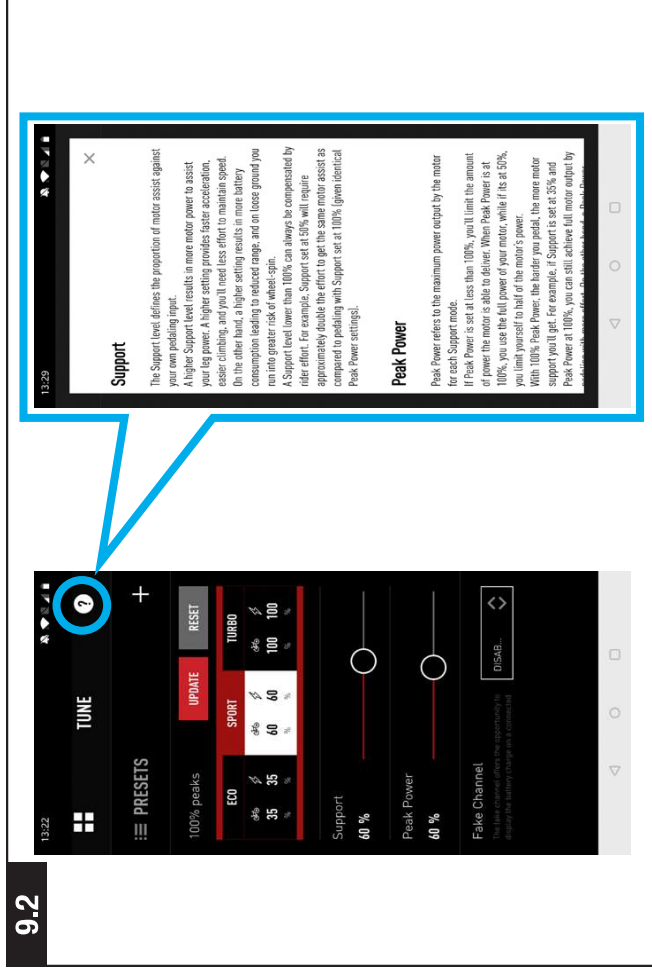 9.2
13:22
TUNE
?
PRESETS
+
100% peaks
UPDATE
RESET
ECO
SPORT
TURBO
35 35
60 60
100 100
% %
% %
% %
Support
60 %
Peak Power
60 %
Fake Channel
The fake channel offers the opportunity to
display the battery charge on a connected
DISAB...
13:29
Support
The Support level defines the proportion of motor assist against
your own pedaling input.
A higher Support level results in more motor power to assist
your leg power. A higher setting provides faster acceleration,
easier climbing, and you'll need less effort to maintain speed.
On the other hand, a higher setting results in more battery
consumption leading to reduced range, and on loose ground you
run into greater risk of wheel-spin.
A Support level lower than 100% can always be compensated by
rider effort. For example, Support set at 50% will require
approximately double the effort to get the same motor assist as
compared to pedaling with Support set at 100% (given identical
Peak Power settings).
Peak Power
Peak Power refers to the maximum power output by the motor
for each Support mode.
If Peak Power is set at less than 100%, you'll limit the amount
of power the motor is able to deliver. When Peak Power is at
100%, you use the full power of your motor, while if its at 50%,
you limit yourself to half of the motor's power.
With 100% Peak Power, the harder you pedal, the more motor
support you'll get. For example, if Support is set at 35% and
Peak Power at 100%, you can still achieve full motor output by